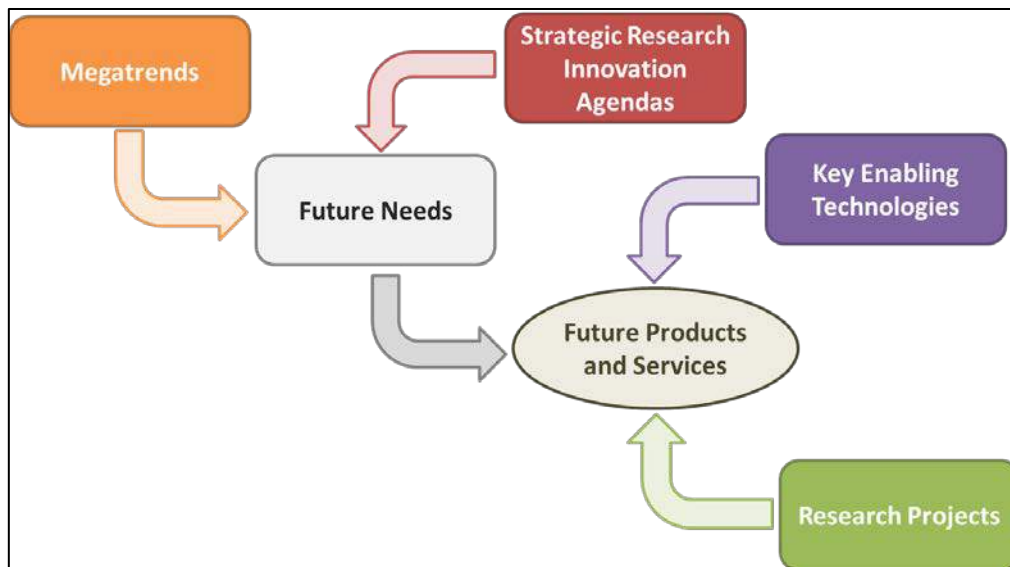 Megatrends
Strategic Research
Innovation
Agendas
Future Needs
Key Enabling
Technologies
Future Products
and Services
Research Projects